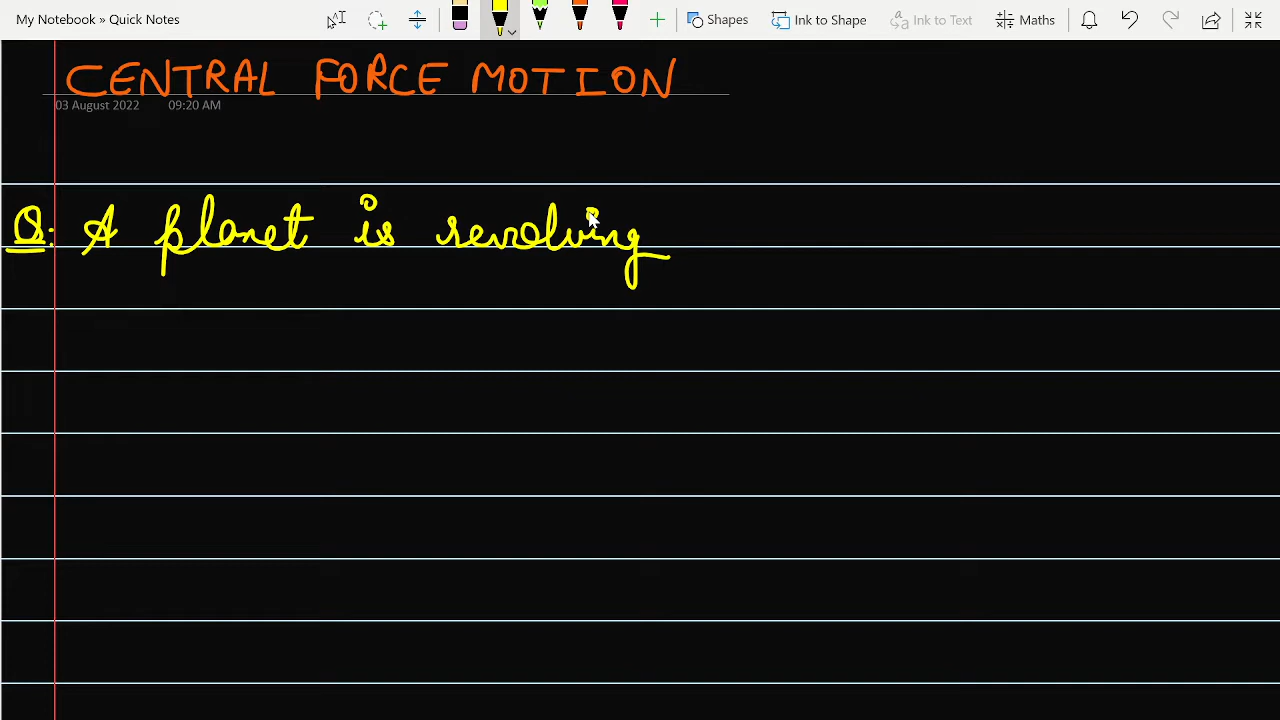 My Notebook » Quick Notes
Shapes Ink to Shape Ink to Text Maths
CENTRAL FORCE MOTION
03 August 2022 09:20 AM
Q: A planet is revolving